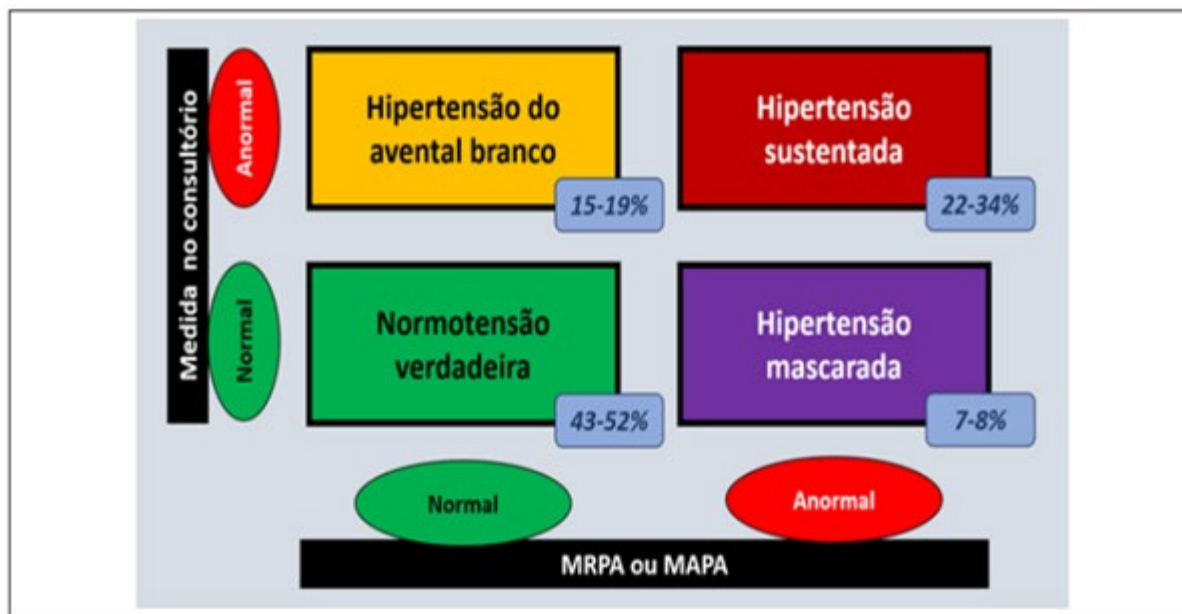 Medida no consultório
Anormal
Hipertensão do
avental branco
15-19%
Hipertensão
sustentada
22-34%
Normal
Normotensão
verdadeira
43-52%
Hipertensão
mascarada
7-8%
Normal
Anormal
MRPA ou MAPA